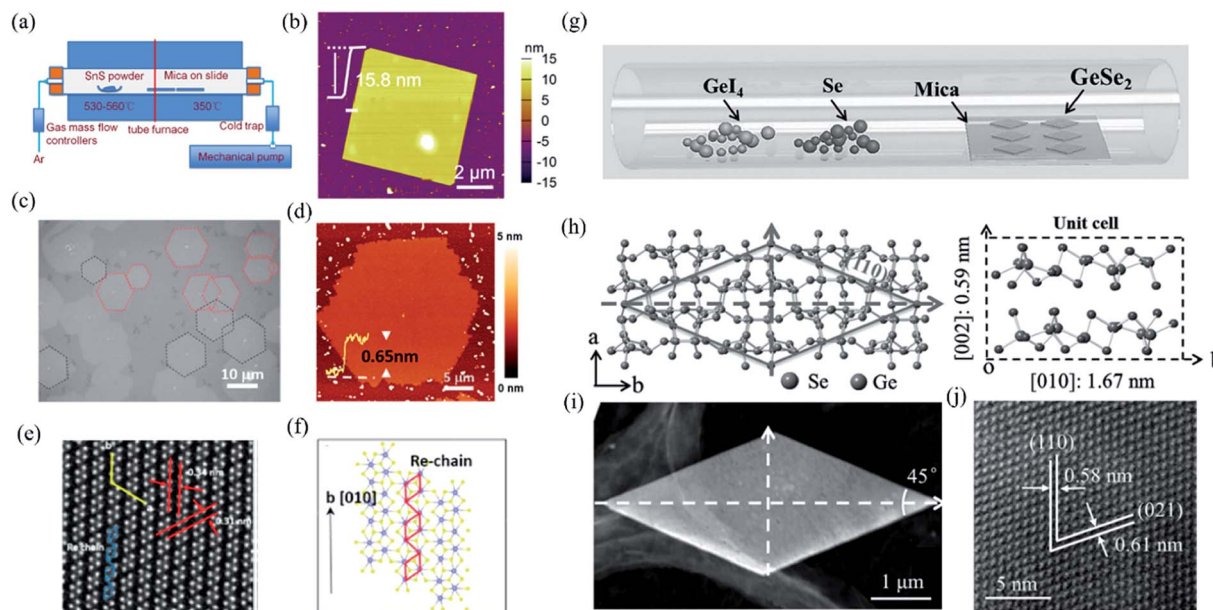 (a)
SnS powder
Mica on slide
530-560℃
350℃
Gas mass flow
controllers
tube furnace
Cold trap
Ar
Mechanical pump
(b)
15.8 nm
2 μm
nm
15
10
5
0
-5
-10
-15
(c)
10 μm
(d)
0.65nm
5 μm
5 nm
0 nm
(e)
b
0.34 nm
0.31 nm
Re chain
(f)
Re-chain
b [010]
(g)
GeI4
Se
Mica
GeSe2
(h)
a
b
Se
Ge
Unit cell
[002]: 0.59 nm
o
[010]: 1.67 nm
(i)
45°
1 μm
(j)
(110)
0.58 nm
(021)
0.61 nm
5 nm